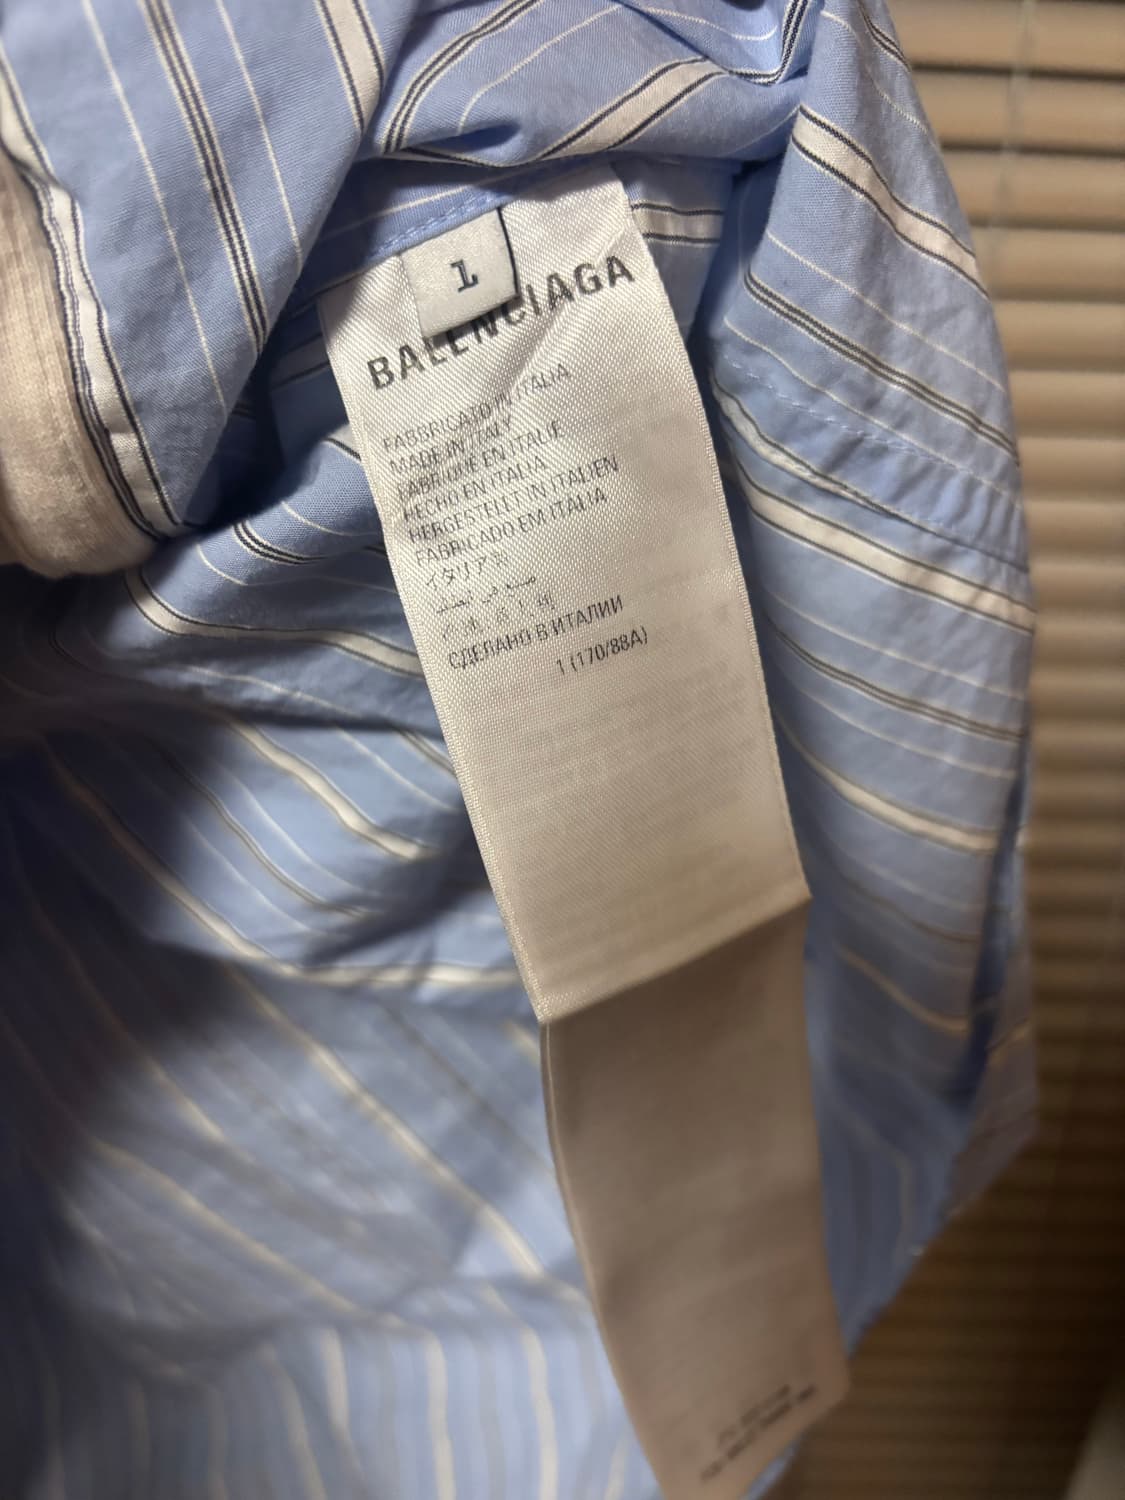 1
BALENCIAGA
FABBRICATO IN ITALIA
MADE IN ITALY
FABRIQUÉ EN ITALIE
HECHO EN ITALIA
HERGESTELLT IN ITALIEN
FABRICADO EM ITALIA
イタリア製
СДЕЛАНО В ИТАЛИИ
1 (170/88A)